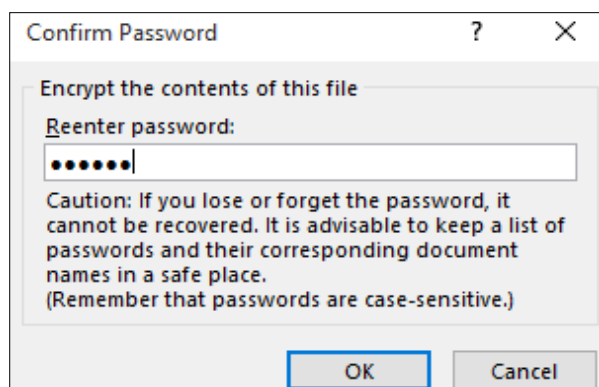 Confirm Password ?
Encrypt the contents of this file
Reenter password:
••••••
Caution: If you lose or forget the password, it
cannot be recovered. It is advisable to keep a list of
passwords and their corresponding document
names in a safe place.
(Remember that passwords are case-sensitive.)
OK Cancel